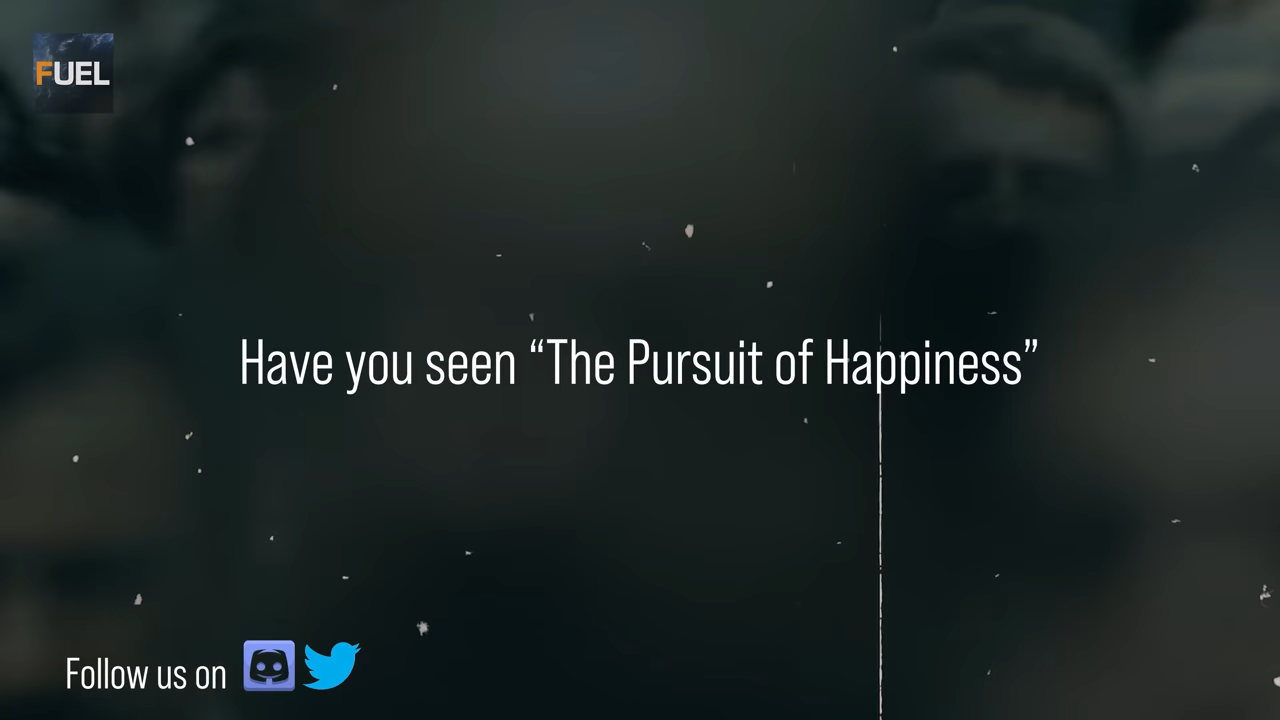 FUEL
Have you seen “The Pursuit of Happiness”
Follow us on